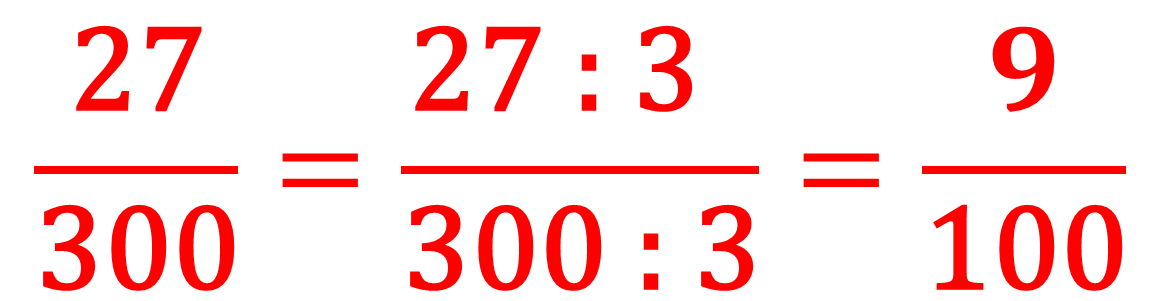 27/300 = 27 : 3/300 : 3 = 9/100